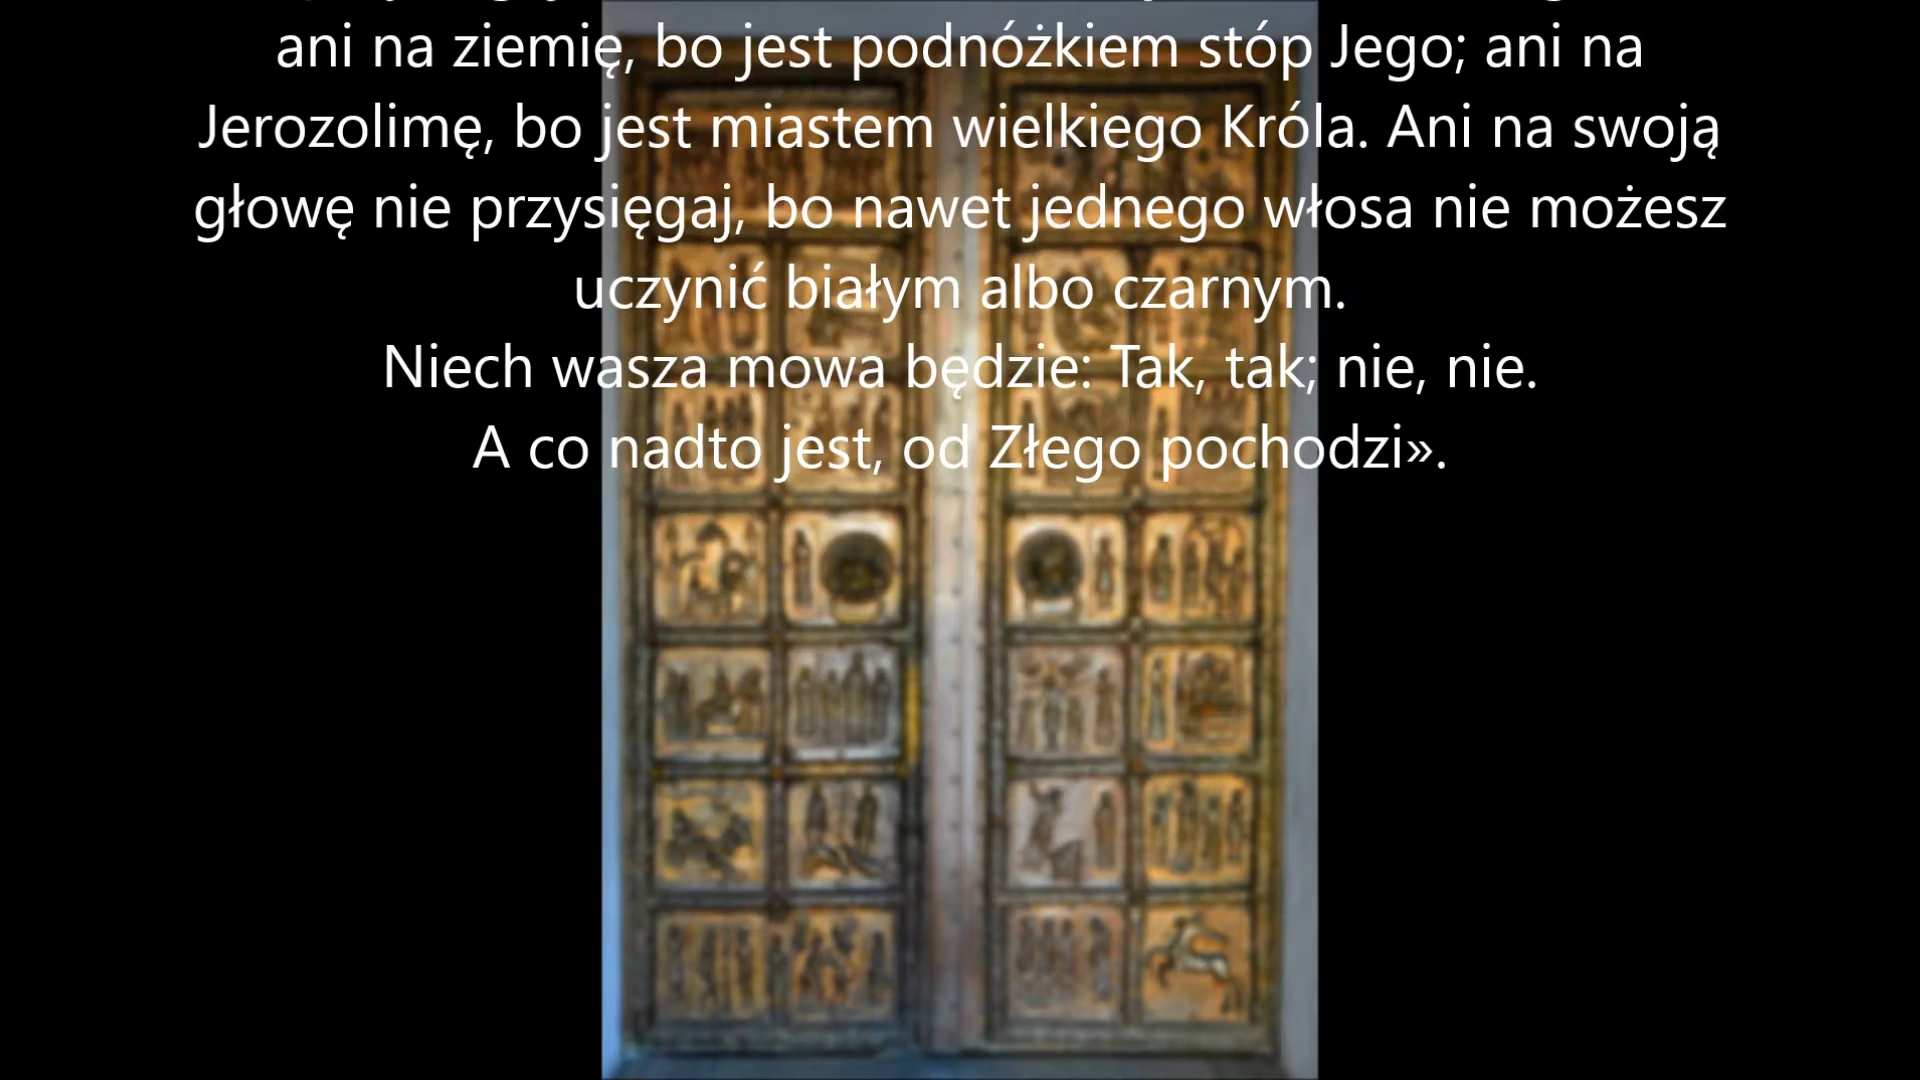 ani na ziemię, bo jest podnóżkiem stóp Jego; ani na
Jerozolimę, bo jest miastem wielkiego Króla. Ani na swoją
głowę nie przysięgaj, bo nawet jednego włosa nie możesz
uczynić białym albo czarnym.
Niech wasza mowa będzie: Tak, tak; nie, nie.
A co nadto jest, od Złego pochodzi».